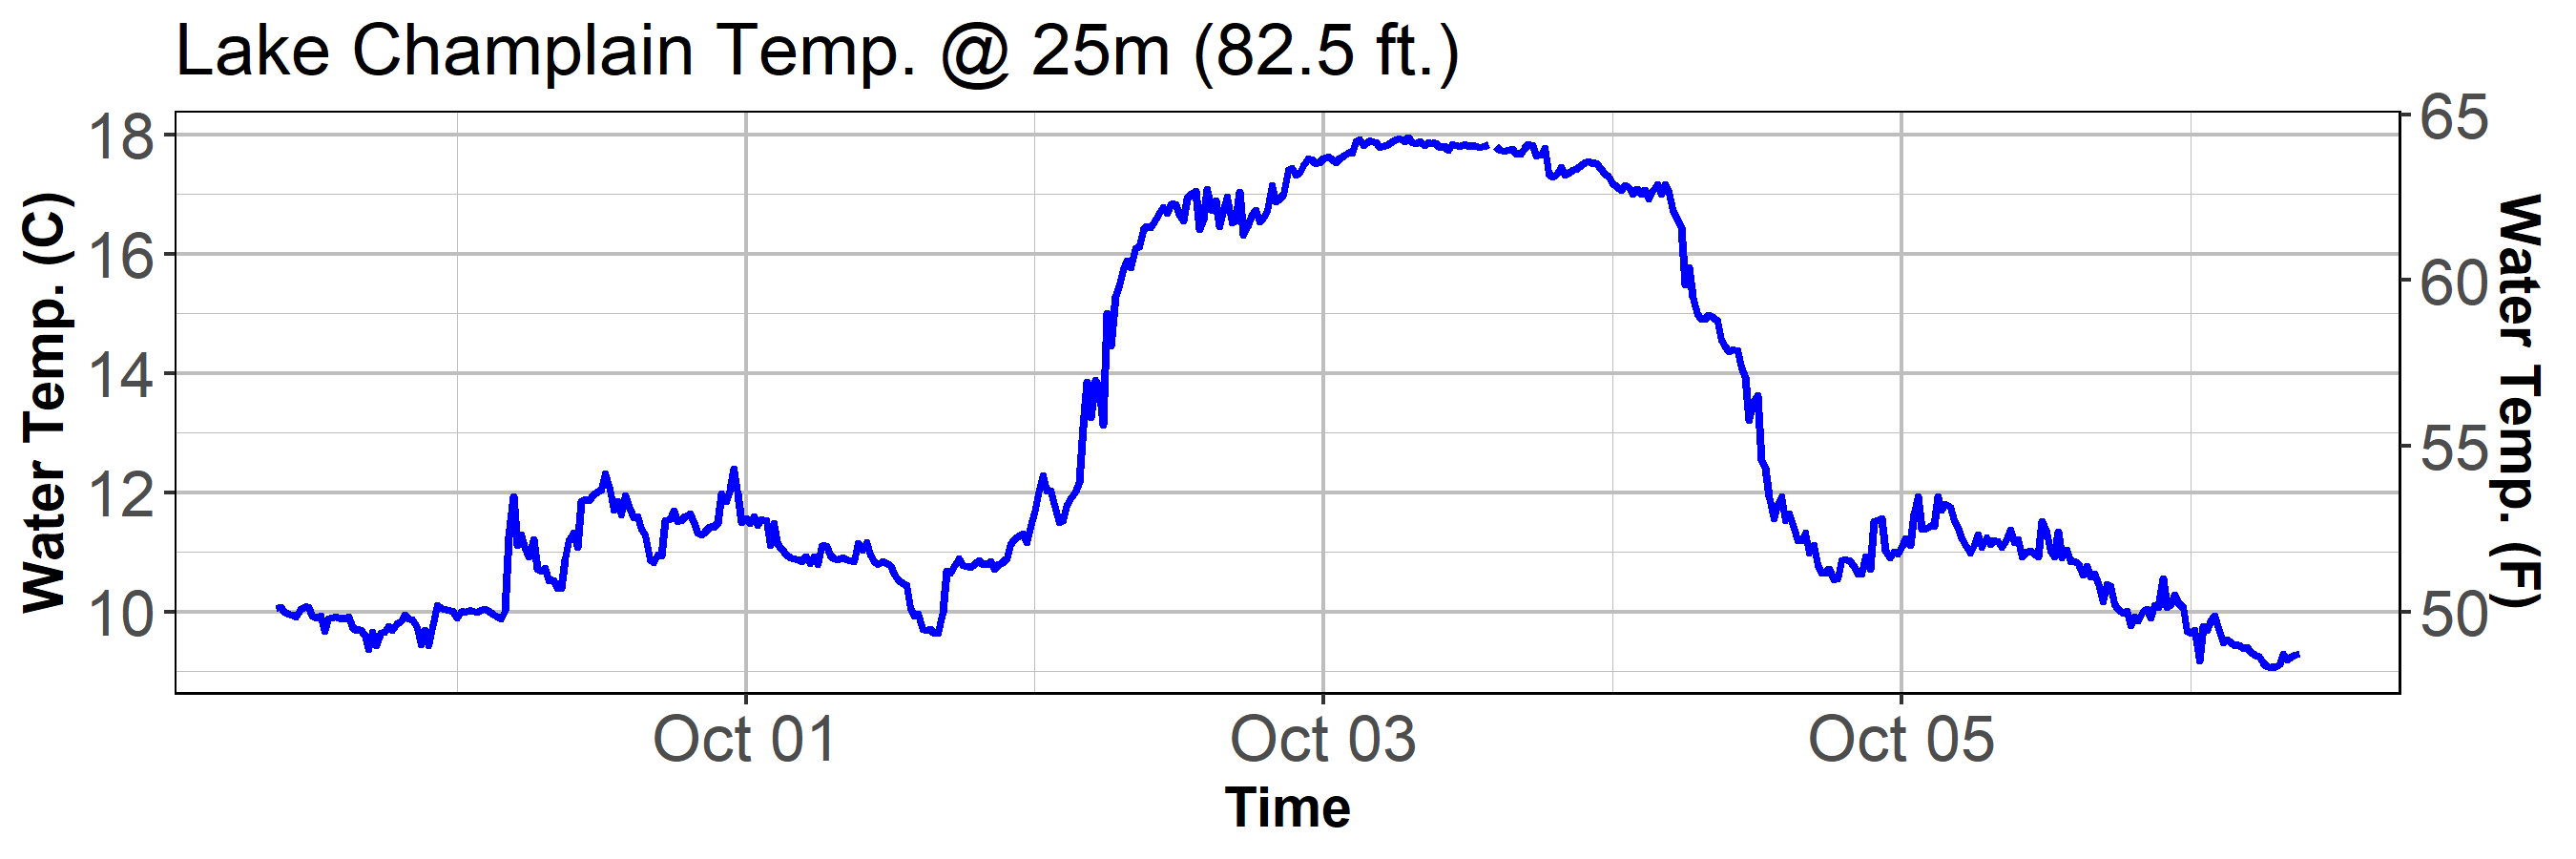 Lake Champlain Temp. @ 25m (82.5 ft.)
Water Temp. (C)
18
16
14
12
10
65
60
55
50
Water Temp. (F)
Oct 01 Oct 03 Oct 05
Time